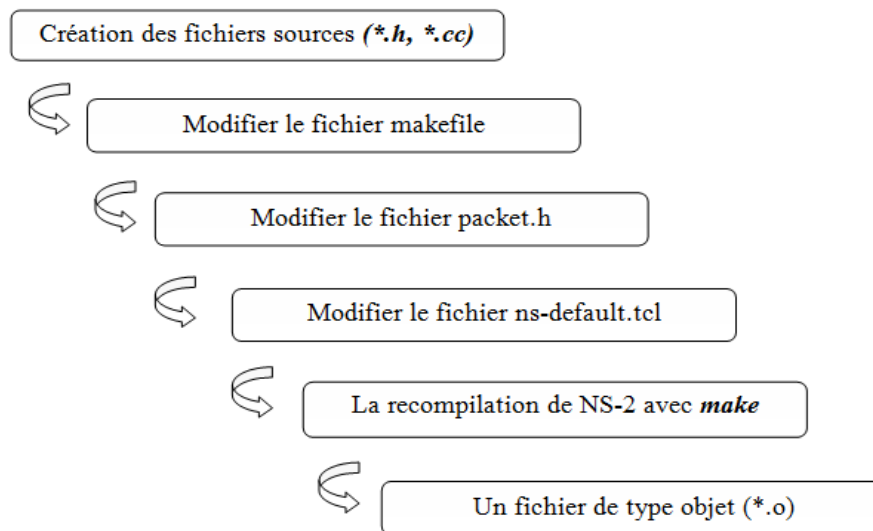 Création des fichiers sources (*.h, *.cc)
Modifier le fichier makefile
Modifier le fichier packet.h
Modifier le fichier ns-default.tcl
La recompilation de NS-2 avec make
Un fichier de type objet (*.o)